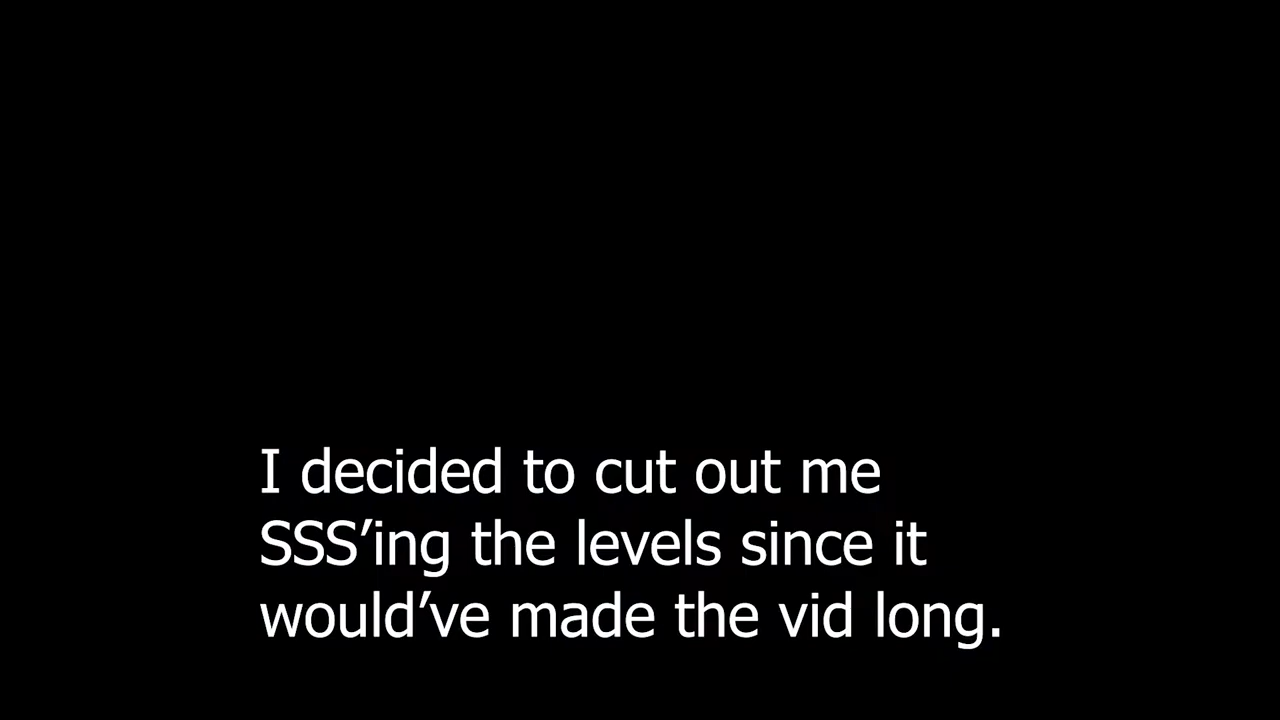 I decided to cut out me
SSS’ing the levels since it
would’ve made the vid long.